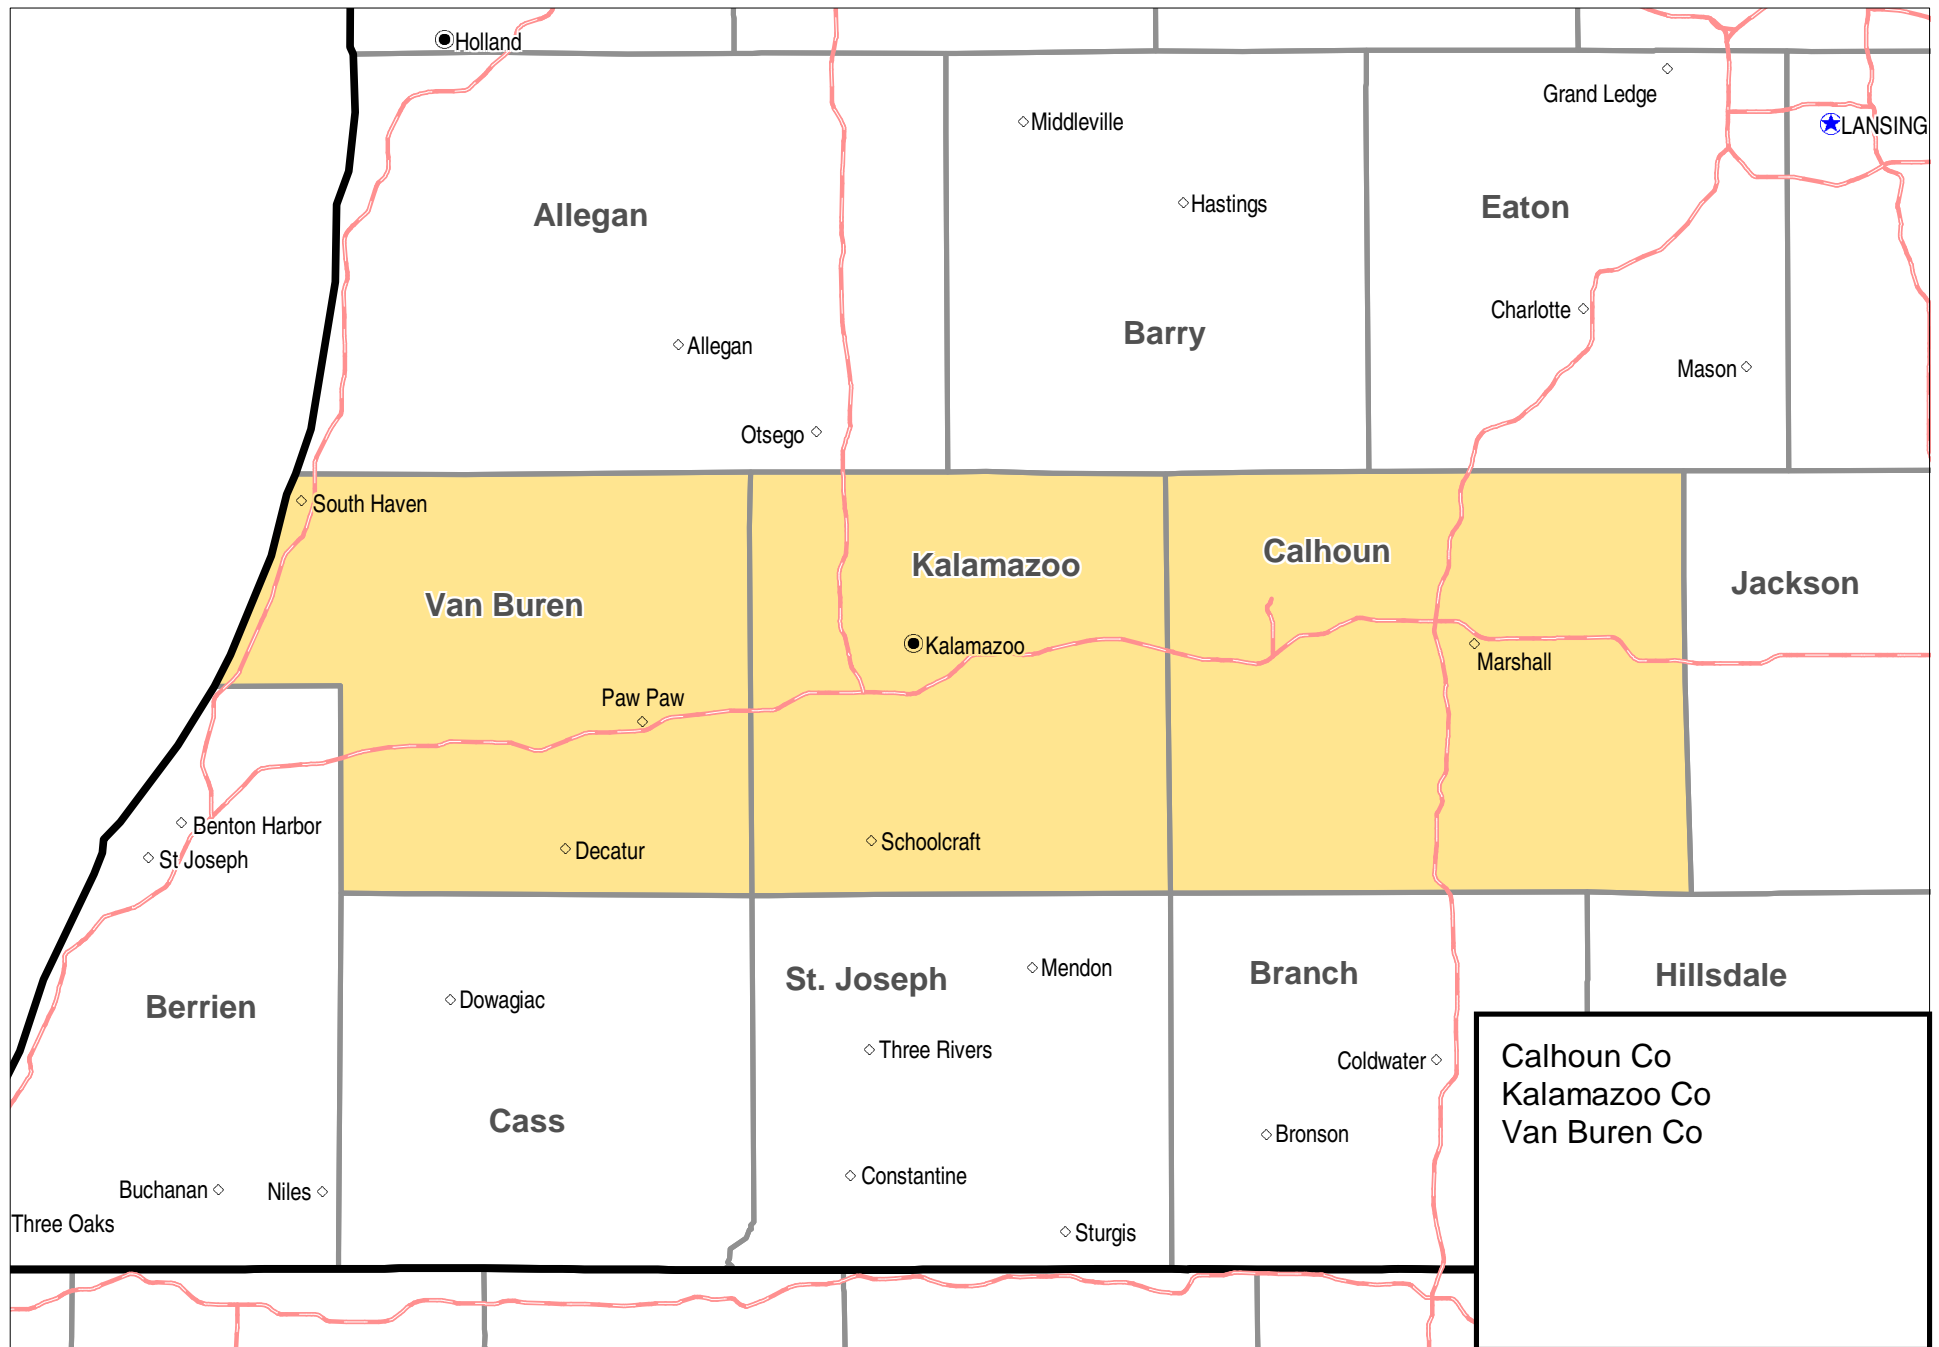 Holland
Grand Ledge
Middleville
LANSING
Hastings
Allegan
Eaton
Charlotte
Barry
Allegan
Mason
Otsego
South Haven
Calhoun
Kalamazoo
Jackson
Van Buren
Kalamazoo
Marshall
Paw Paw
Benton Harbor
Schoolcraft
Decatur
St Joseph
Mendon
Branch
Hillsdale
St. Joseph
Dowagiac
Berrien
Three Rivers
Coldwater
Cass
Bronson
Constantine
Buchanan
Niles
Three Oaks
Sturgis
Calhoun Co
Kalamazoo Co
Van Buren Co